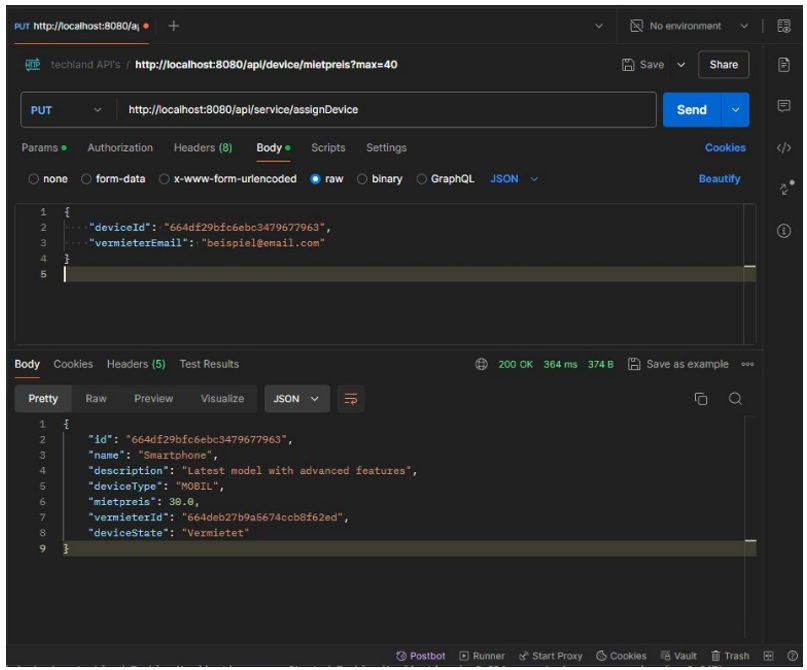 PUT http://localhost:8080/a
No environment
techland API's / http://localhost:8080/api/device/mietpreis?max=40
Save
Share
PUT
http://localhost:8080/api/service/assignDevice
Send
Params
Authorization
Headers (8)
Body
Scripts
Settings
Cookies
none
form-data
x-www-form-urlencoded
raw
binary
GraphQL
JSON
Beautify
1 {
2 "deviceId": "664df29bfc6ebc3479677963",
3 "vermieterEmail": "beispiel@email.com"
4 }
5
Body
Cookies
Headers (5)
Test Results
200 OK 364 ms 374 B
Save as example
Pretty
Raw
Preview
Visualize
JSON
1 {
2 "id": "664df29bfc6ebc3479677963",
3 "name": "Smartphone",
4 "description": "Latest model with advanced features",
5 "deviceType": "MOBIL",
6 "mietpreis": 30.0,
7 "vermieterId": "664deb27b9a5674ccb8f62ed",
8 "deviceState": "Vermietet"
9 }
Postbot
Runner
Start Proxy
Cookies
Vault
Trash